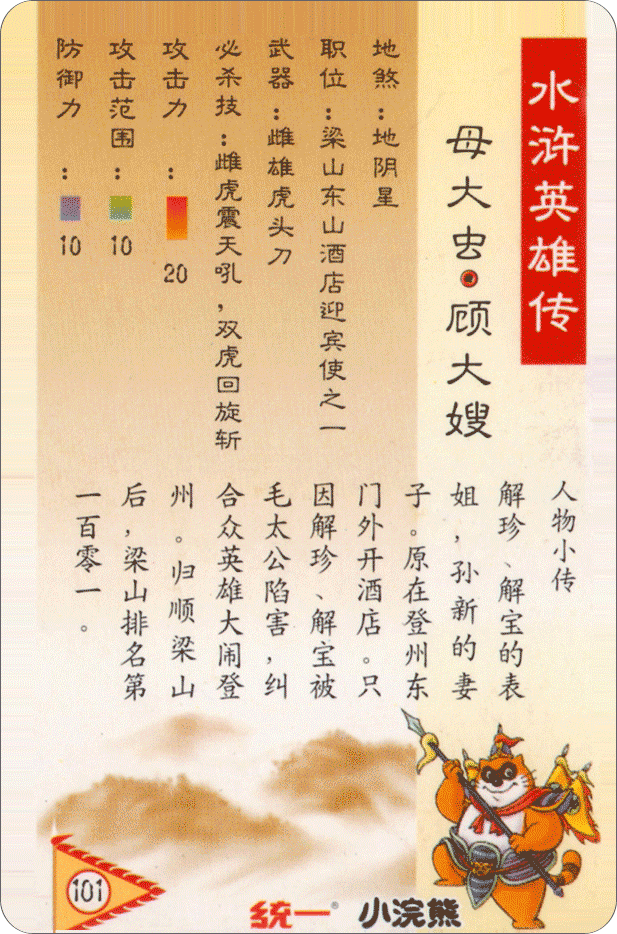 水浒英雄传
母大虫·顾大嫂
地煞：地阴星
职位：梁山东山酒店迎宾使之一
武器：雌雄虎头刀
必杀技：雌虎震天吼，双虎回旋斩
攻击力：20
攻击范围：10
防御力：10
人物小传
解珍、解宝的表
姐，孙新的妻
子。原在登州东
门外开酒店。只
因解珍、解宝被
毛太公陷害，纠
合众英雄大闹登
州。归顺梁山
后，梁山排名第
一百零一。
101
统一® 小浣熊